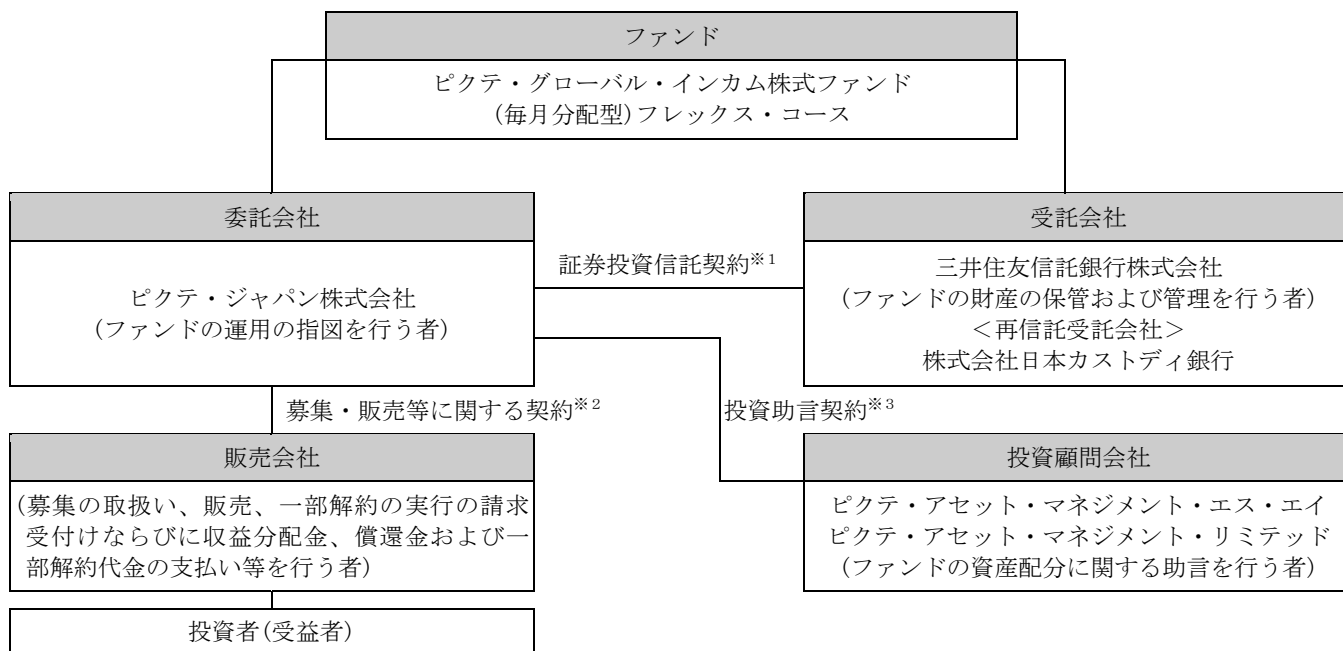 ファンド
ピクテ・グローバル・インカム株式ファンド
(毎月分配型)フレックス・コース
委託会社
ピクテ・ジャパン株式会社
(ファンドの運用の指図を行う者)
証券投資信託契約※1
受託会社
三井住友信託銀行株式会社
(ファンドの財産の保管および管理を行う者)
<再信託受託会社>
株式会社日本カストディ銀行
募集・販売等に関する契約※2
投資助言契約※3
販売会社
(募集の取扱い、販売、一部解約の実行の請求
受付けならびに収益分配金、償還金および一
部解約代金の支払い等を行う者)
投資顧問会社
ピクテ・アセット・マネジメント・エス・エイ
ピクテ・アセット・マネジメント・リミテッド
(ファンドの資産配分に関する助言を行う者)
投資者(受益者)